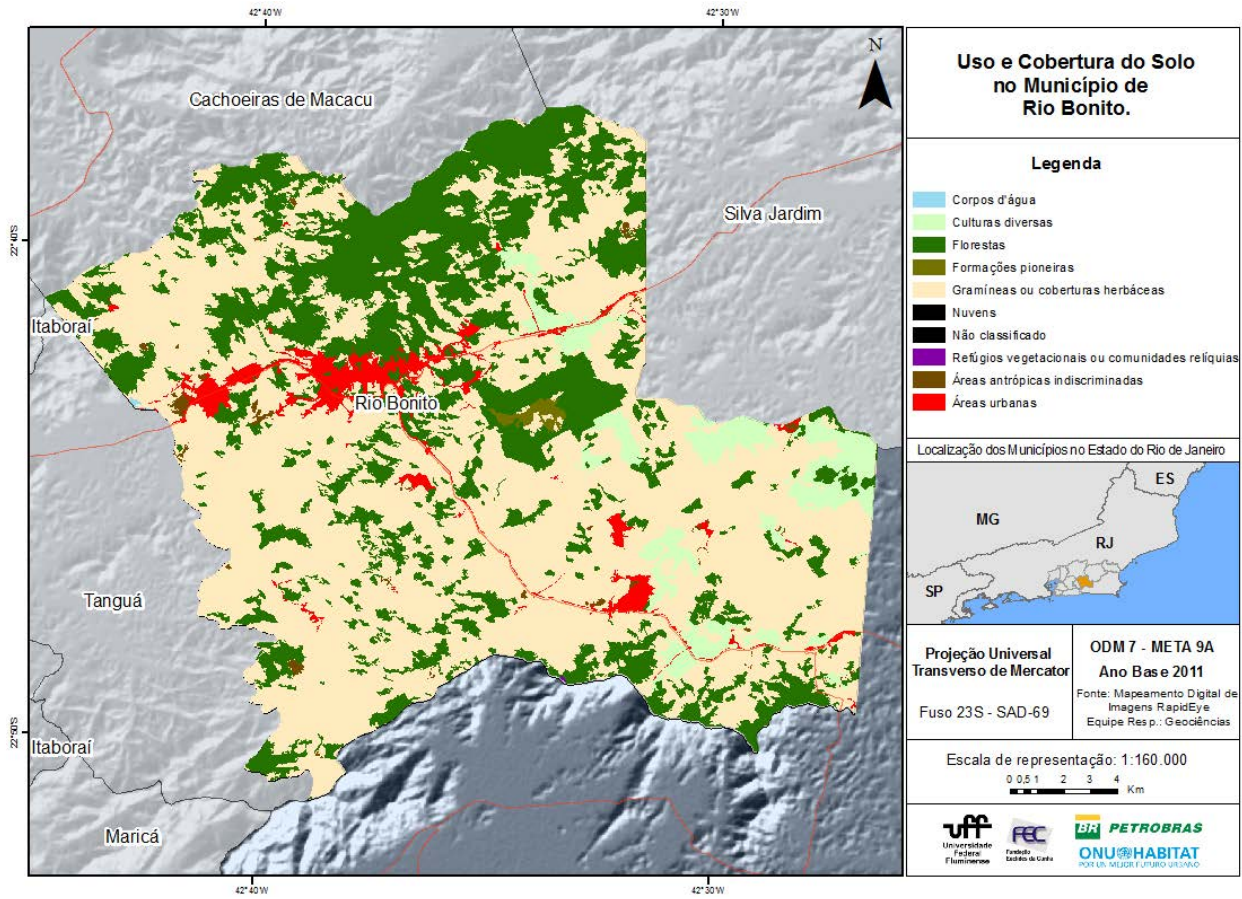 42°40'W
42°30'W
N
Cachoeiras de Macacu
Silva Jardim
22°40'S
Itaboraí
Rio Bonito
Tanguá
22°50'S
Itaboraí
Maricá
42°40'W
42°30'W
Uso e Cobertura do Solo
no Município de
Rio Bonito.
Legenda
Corpos d'água
Culturas diversas
Florestas
Formações pioneiras
Gramíneas ou coberturas herbáceas
Nuvens
Não classificado
Refúgios vegetacionais ou comunidades relíquias
Áreas antrópicas indiscriminadas
Áreas urbanas
Localização dos Municípios no Estado do Rio de Janeiro
ES
MG
RJ
SP
Projeção Universal
Transverso de Mercator
Fuso 23S - SAD-69
ODM 7 - META 9A
Ano Base 2011
Fonte: Mapeamento Digital de
Imagens RapidEye
Equipe Resp.: Geociências
Escala de representação: 1:160.000
0 0,5 1 2 3 4
Km
uff
Universidade
Federal
Fluminense
FEC
Fundação
Euclides da Cunha
BR PETROBRAS
ONU HABITAT
POR UN MEJOR FUTURO URBANO